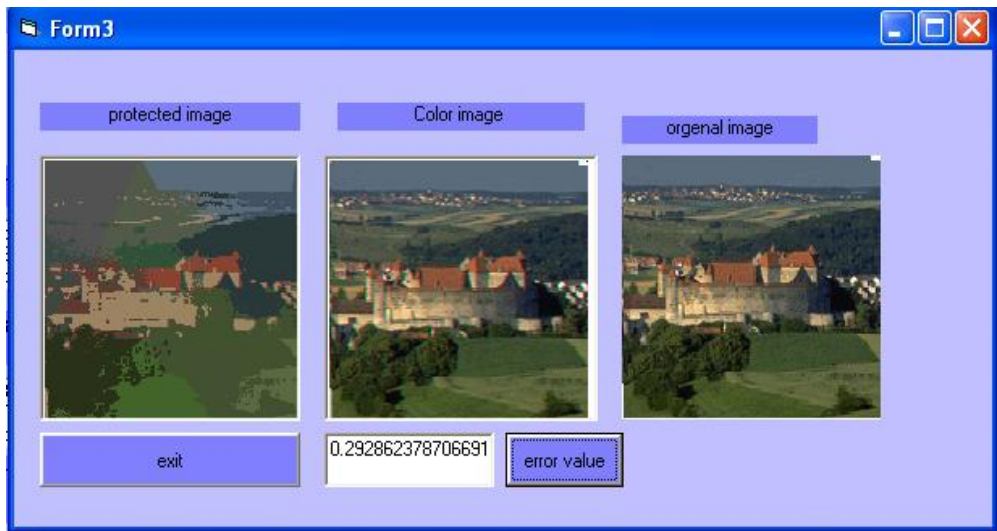 Form3
protected image
Color image
orgenal image
exit
0.292862378706691
error value